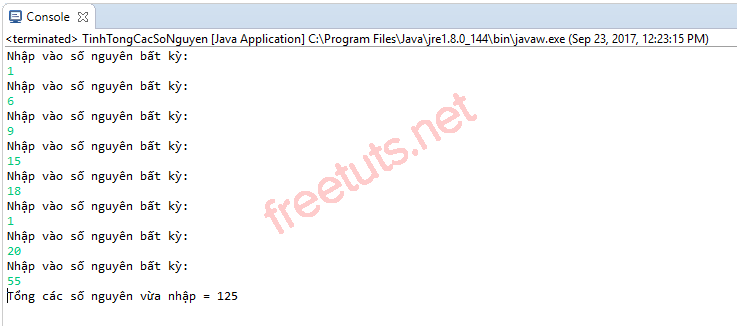 Console
<terminated> TinhTongCacSoNguyen [Java Application] C:\Program Files\Java\jre1.8.0_144\bin\javaw.exe (Sep 23, 2017, 12:23:15 PM)
Nhập vào số nguyên bất kỳ:
1
Nhập vào số nguyên bất kỳ:
6
Nhập vào số nguyên bất kỳ:
9
Nhập vào số nguyên bất kỳ:
15
Nhập vào số nguyên bất kỳ:
18
Nhập vào số nguyên bất kỳ:
1
Nhập vào số nguyên bất kỳ:
20
Nhập vào số nguyên bất kỳ:
55
Tổng các số nguyên vừa nhập = 125
freetuts.net